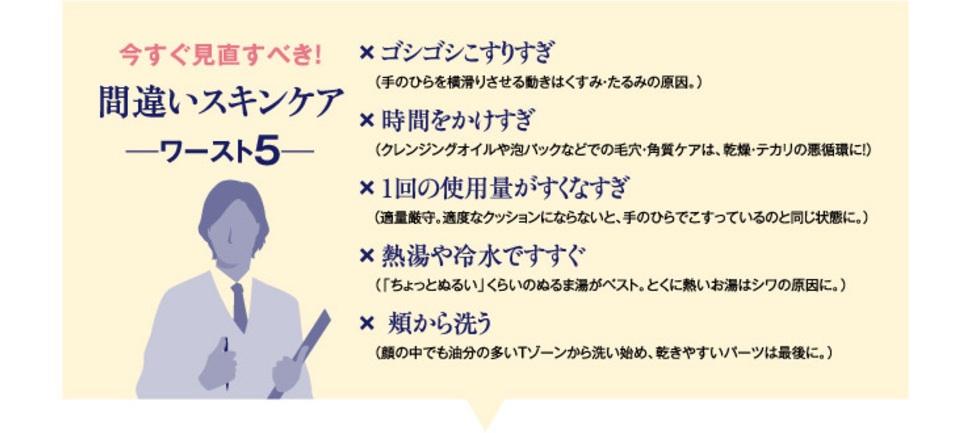 今すぐ見直すべき!
間違いスキンケア
—ワースト5—
× ゴシゴシこすりすぎ
（手のひらを横滑りさせる動きはくすみ・たるみの原因。）
× 時間をかけすぎ
（クレンジングオイルや泡パックなどでの毛穴・角質ケアは、乾燥・テカリの悪循環に!）
× 1回の使用量がすくなすぎ
（適量厳守。適度なクッションにならないと、手のひらでこすっているのと同じ状態に。）
× 熱湯や冷水ですすぐ
（「ちょっとぬるい」くらいのぬるま湯がベスト。とくに熱いお湯はシワの原因に。）
× 頬から洗う
（顔の中でも油分の多いTゾーンから洗い始め、乾きやすいパーツは最後に。）